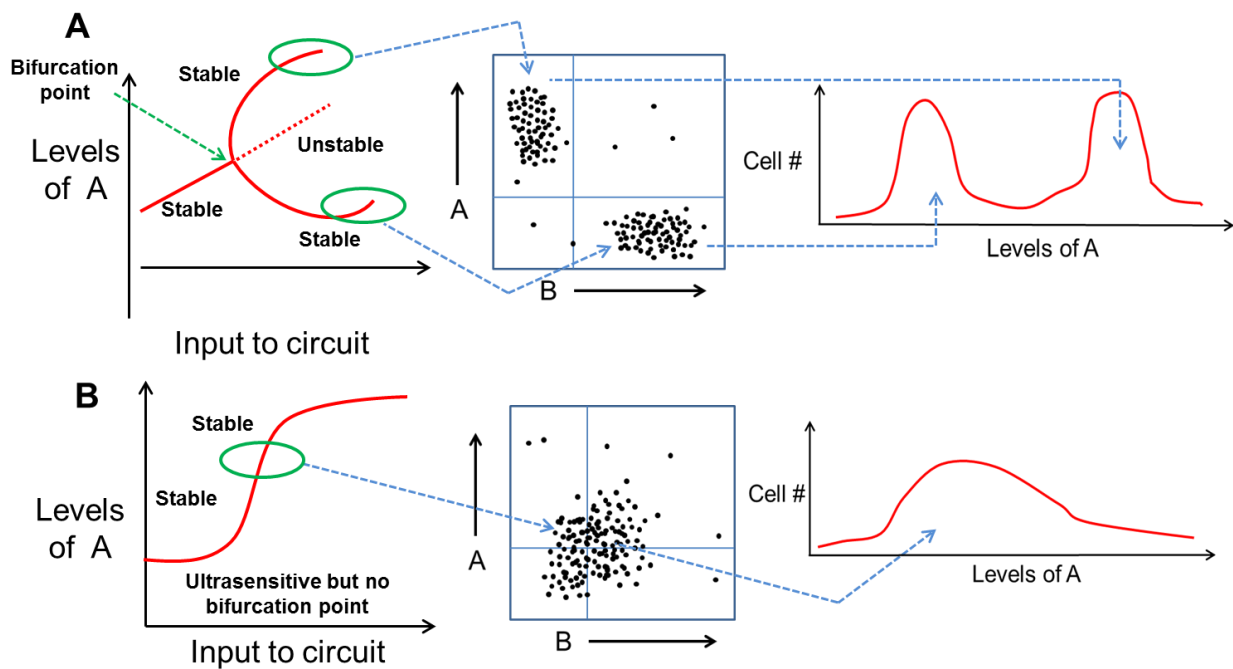 A
Bifurcation
point
Stable
Levels
of A
Unstable
Stable
Stable
Input to circuit
A
B
Cell #
Levels of A
B
Stable
Stable
Levels
of A
Ultrasensitive but no
bifurcation point
Input to circuit
A
B
Cell #
Levels of A